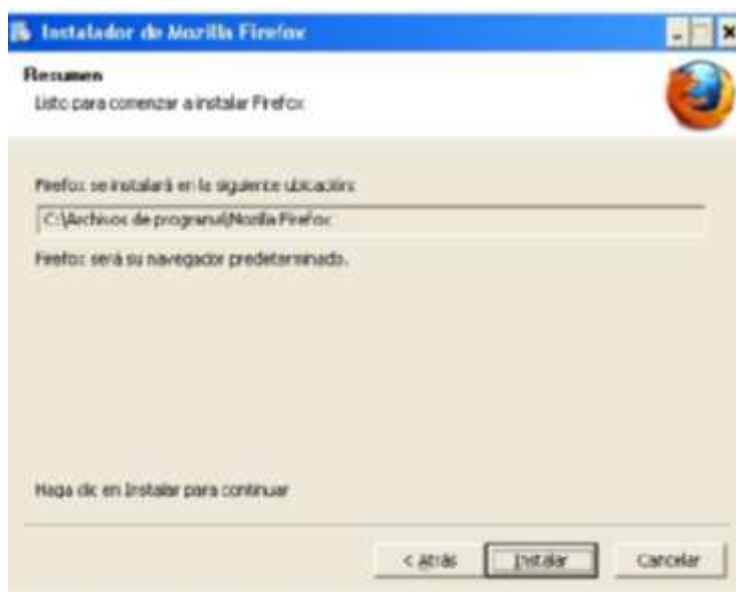 Instalador de Mozilla Firefox
Resumen
Listo para comenzar a instalar Firefox
Firefox se instalará en la siguiente ubicación:
C:\Archivos de programa\Mozilla Firefox
Firefox será su navegador predeterminado.
Haga clic en Instalar para continuar
< Atrás Instalar Cancelar